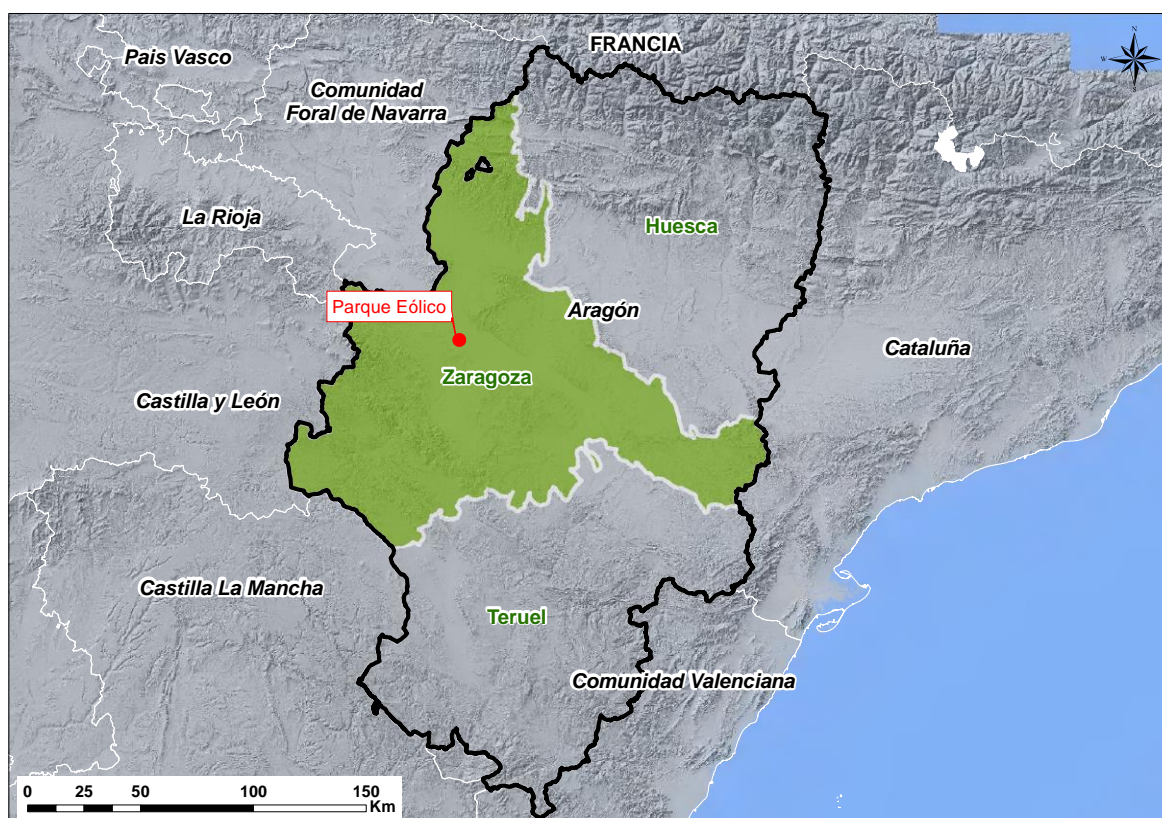 FRANCIA
N
W
Pais Vasco
Comunidad
Foral de Navarra
La Rioja
Huesca
Parque Eólico
Aragón
Cataluña
Zaragoza
Castilla y León
Castilla La Mancha
Teruel
Comunidad Valenciana
0 25 50 100 150
Km